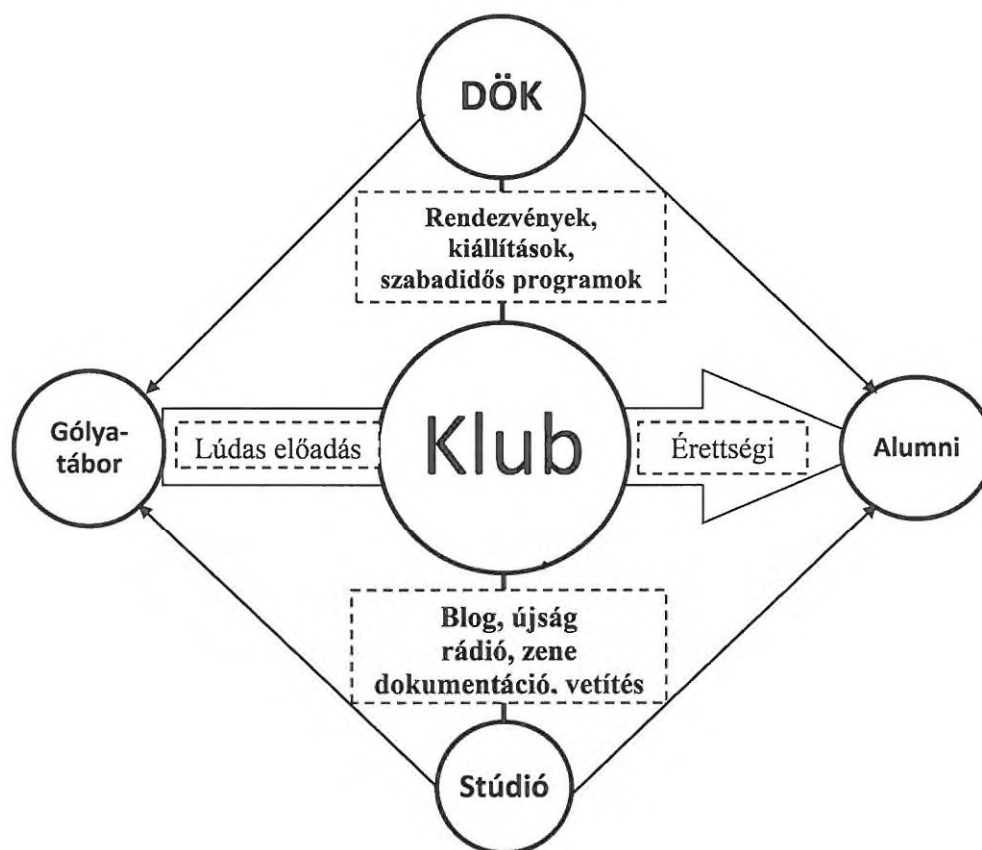 DÖK
Rendezvények,
kiállítások,
szabadidős programok
Gólya-
tábor
Lúdas előadás
Klub
Érettségi
Alumni
Blog, újság
rádió, zene
dokumentáció. vetítés
Stúdió